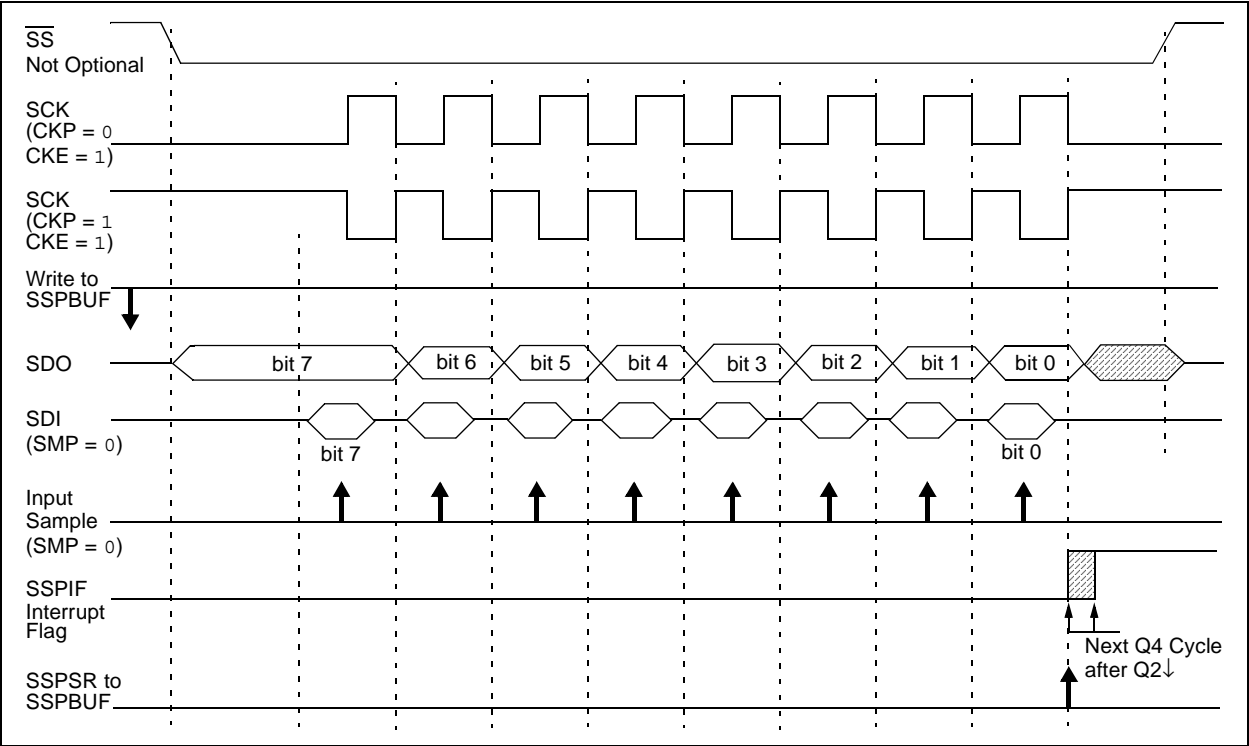 SS
Not Optional
SCK
(CKP = 0
CKE = 1)
SCK
(CKP = 1
CKE = 1)
Write to
SSPBUF
SDO
bit 7
bit 6
bit 5
bit 4
bit 3
bit 2
bit 1
bit 0
SDI
(SMP = 0)
bit 7
bit 0
Input
Sample
(SMP = 0)
SSPIF
Interrupt
Flag
Next Q4 Cycle
after Q2↓
SSPSR to
SSPBUF